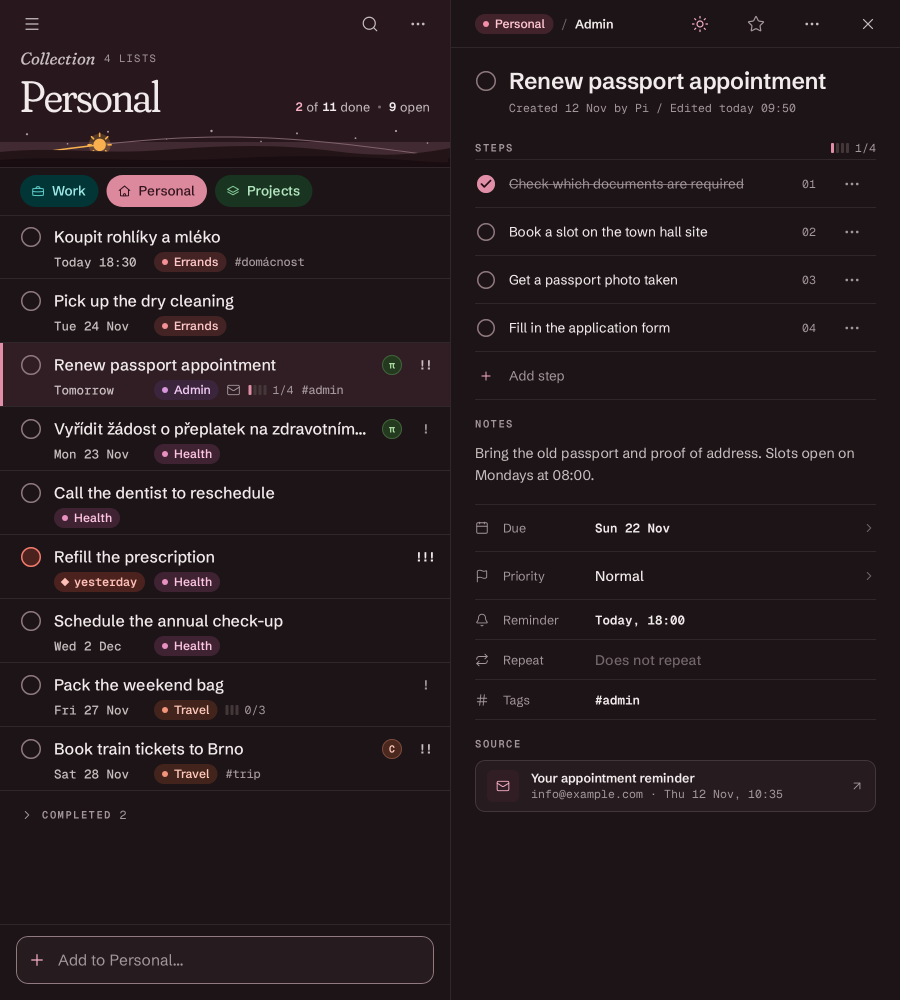 Collection 4 LISTS
Personal
2 of 11 done • 9 open
Work Personal Projects
Koupit rohlíky a mléko
Today 18:30 Errands #domácnost
Pick up the dry cleaning
Tue 24 Nov Errands
Renew passport appointment π !!
Tomorrow Admin 1/4 #admin
Vyřídit žádost o přeplatek na zdravotním… π !
Mon 23 Nov Health
Call the dentist to reschedule
Health
Refill the prescription !!!
yesterday Health
Schedule the annual check-up
Wed 2 Dec Health
Pack the weekend bag !
Fri 27 Nov Travel 0/3
Book train tickets to Brno C !!
Sat 28 Nov Travel #trip
COMPLETED 2
Add to Personal…
Personal / Admin
Renew passport appointment
Created 12 Nov by Pi / Edited today 09:50
STEPS 1/4
Check which documents are required 01
Book a slot on the town hall site 02
Get a passport photo taken 03
Fill in the application form 04
Add step
NOTES
Bring the old passport and proof of address. Slots open on
Mondays at 08:00.
Due Sun 22 Nov
Priority Normal
Reminder Today, 18:00
Repeat Does not repeat
Tags #admin
SOURCE
Your appointment reminder
info@example.com · Thu 12 Nov, 10:35